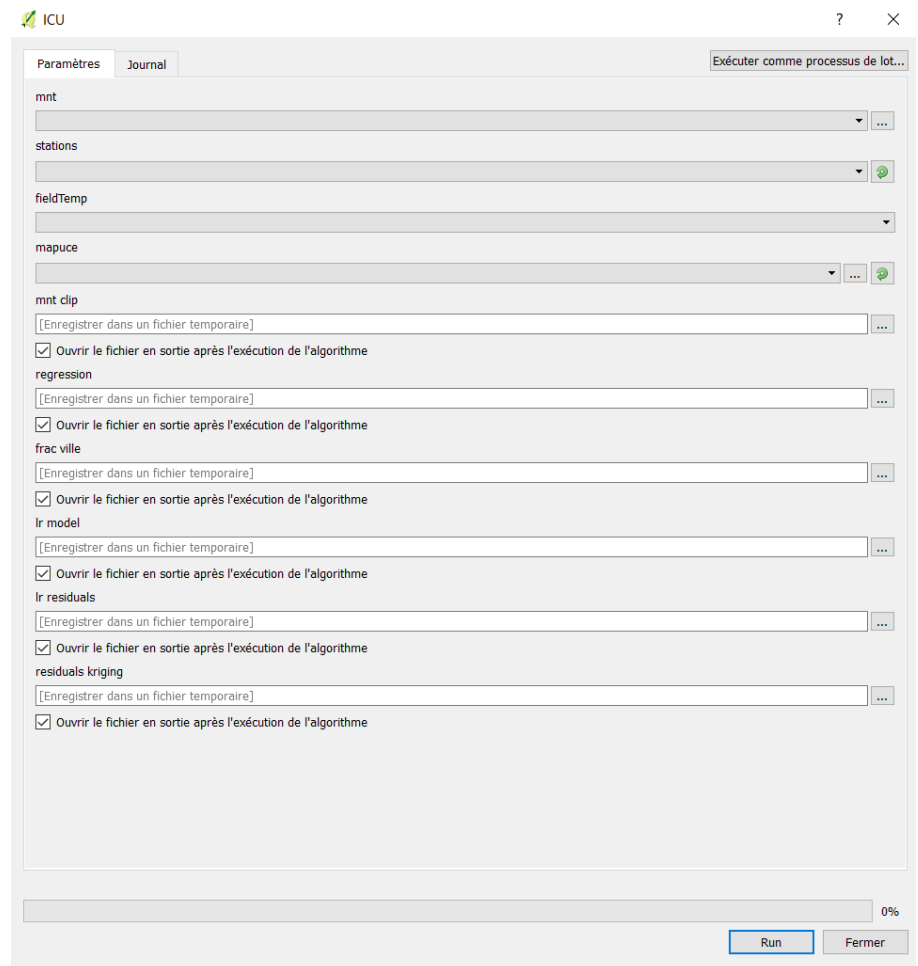 ICU
?
Paramètres
Journal
Exécuter comme processus de lot...
mnt
...
stations
fieldTemp
mapuce
...
mnt clip
[Enregistrer dans un fichier temporaire]
...
Ouvrir le fichier en sortie après l'exécution de l'algorithme
regression
[Enregistrer dans un fichier temporaire]
...
Ouvrir le fichier en sortie après l'exécution de l'algorithme
frac ville
[Enregistrer dans un fichier temporaire]
...
Ouvrir le fichier en sortie après l'exécution de l'algorithme
lr model
[Enregistrer dans un fichier temporaire]
...
Ouvrir le fichier en sortie après l'exécution de l'algorithme
lr residuals
[Enregistrer dans un fichier temporaire]
...
Ouvrir le fichier en sortie après l'exécution de l'algorithme
residuals kriging
[Enregistrer dans un fichier temporaire]
...
Ouvrir le fichier en sortie après l'exécution de l'algorithme
0%
Run
Fermer